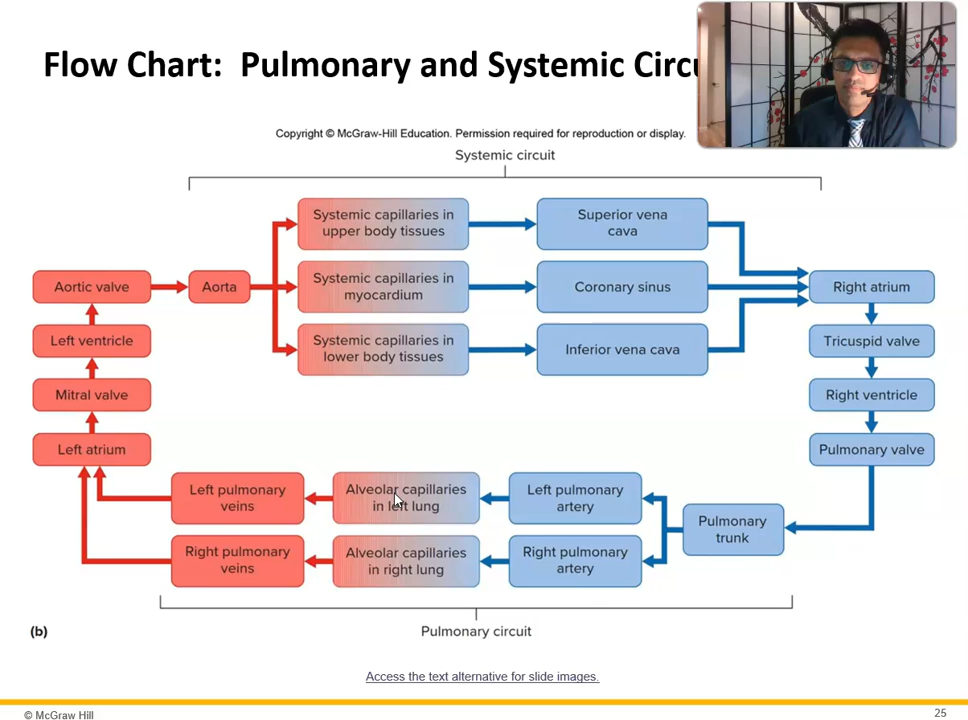 Flow Chart: Pulmonary and Systemic
Copyright © McGraw-Hill Education. Permission required for reproduction or display.
Systemic circuit
Systemic capillaries in
upper body tissues
Superior vena
cava
Aortic valve
Aorta
Systemic capillaries in
myocardium
Coronary sinus
Right atrium
Left ventricle
Systemic capillaries in
lower body tissues
Inferior vena cava
Tricuspid valve
Mitral valve
Right ventricle
Left atrium
Pulmonary valve
Left pulmonary
veins
Alveolar capillaries
in left lung
Left pulmonary
artery
Pulmonary
trunk
Right pulmonary
veins
Alveolar capillaries
in right lung
Right pulmonary
artery
(b)
Pulmonary circuit
Access the text alternative for slide images.
© McGraw Hill
25